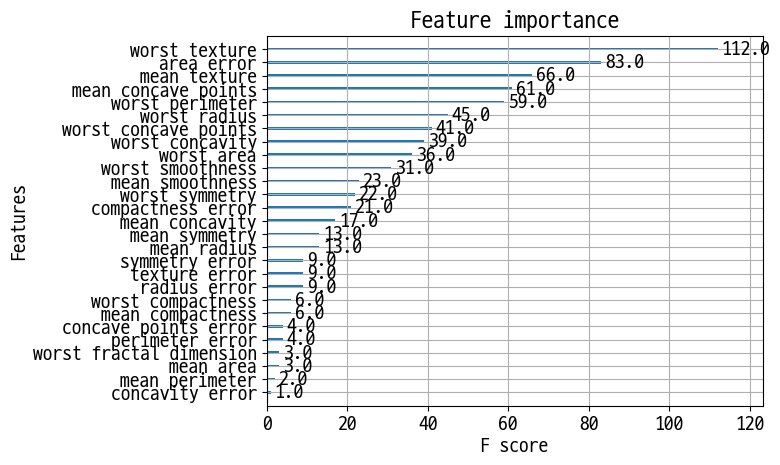 Feature importance
worst texture 112.0
area error 83.0
mean texture 66.0
mean concave points 61.0
worst perimeter 59.0
worst radius 45.0
worst concave points 41.0
worst concavity 39.0
worst area 36.0
worst smoothness 31.0
mean smoothness 23.0
worst symmetry 22.0
compactness error 21.0
mean concavity 17.0
mean symmetry 13.0
mean radius 13.0
symmetry error 9.0
texture error 9.0
radius error 9.0
worst compactness 6.0
mean compactness 6.0
concave points error 4.0
perimeter error 4.0
worst fractal dimension 3.0
mean area 3.0
mean perimeter 2.0
concavity error 1.0
Features
0 20 40 60 80 100 120
F score